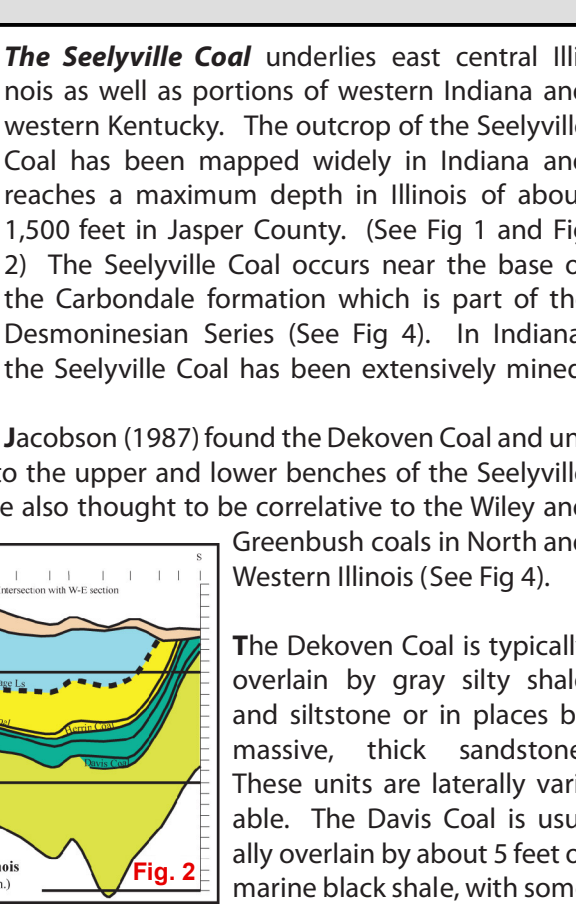 The Seelyville Coal underlies east central Illi
nois as well as portions of western Indiana and
western Kentucky. The outcrop of the Seelyville
Coal has been mapped widely in Indiana and
reaches a maximum depth in Illinois of about
1,500 feet in Jasper County. (See Fig 1 and Fig
2) The Seelyville Coal occurs near the base of
the Carbondale formation which is part of the
Desmoninesian Series (See Fig 4). In Indiana
the Seelyville Coal has been extensively mined
Jacobson (1987) found the Dekoven Coal and un
to the upper and lower benches of the Seelyville
e also thought to be correlative to the Wiley and
Greenbush coals in North and
Western Illinois (See Fig 4).
The Dekoven Coal is typically
overlain by gray silty shale
and siltstone or in places by
massive, thick sandstone
These units are laterally vari
able. The Davis Coal is usu
ally overlain by about 5 feet of
marine black shale, with som
S
Intersection with W-E section
age Ls
Herrin Coal
Davis Coal
nois
n.)
Fig. 2